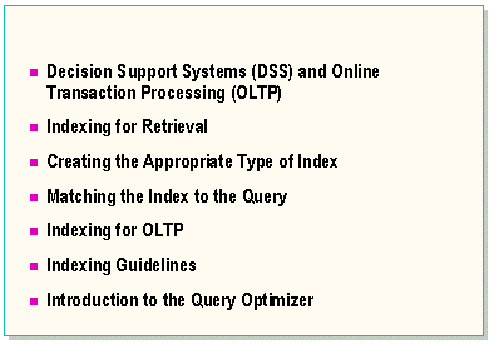 Decision Support Systems (DSS) and Online
Transaction Processing (OLTP)
Indexing for Retrieval
Creating the Appropriate Type of Index
Matching the Index to the Query
Indexing for OLTP
Indexing Guidelines
Introduction to the Query Optimizer